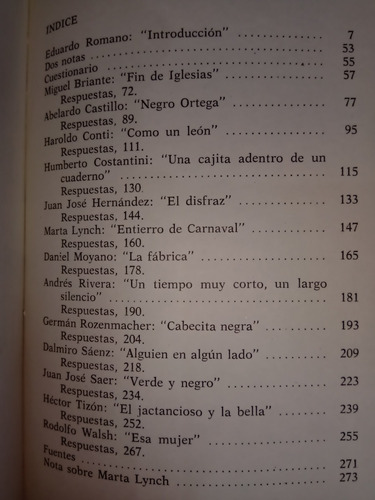 INDICE
Eduardo Romano: "Introducción" ............... 7
Dos notas ............... 53
Cuestionario ............... 55
Miguel Briante: "Fin de Iglesias" ............... 57
Respuestas, 72.
Abelardo Castillo: "Negro Ortega" ............... 77
Respuestas, 89.
Haroldo Conti: "Como un león" ............... 95
Respuestas, 111.
Humberto Costantini: "Una cajita adentro de un
cuaderno" ............... 115
Respuestas, 130.
Juan José Hernández: "El disfraz" ............... 133
Respuestas, 144.
Marta Lynch: "Entierro de Carnaval" ............... 147
Respuestas, 160.
Daniel Moyano: "La fábrica" ............... 165
Respuestas, 178.
Andrés Rivera: "Un tiempo muy corto, un largo
silencio" ............... 181
Respuestas, 190.
Germán Rozenmacher: "Cabecita negra" ............... 193
Respuestas, 204.
Dalmiro Sáenz: "Alguien en algún lado" ............... 209
Respuestas, 218.
Juan José Saer: "Verde y negro" ............... 223
Respuestas, 234.
Héctor Tizón: "El jactancioso y la bella" ............... 239
Respuestas, 252.
Rodolfo Walsh: "Esa mujer" ............... 255
Respuestas, 267.
Fuentes ............... 271
Nota sobre Marta Lynch ............... 273